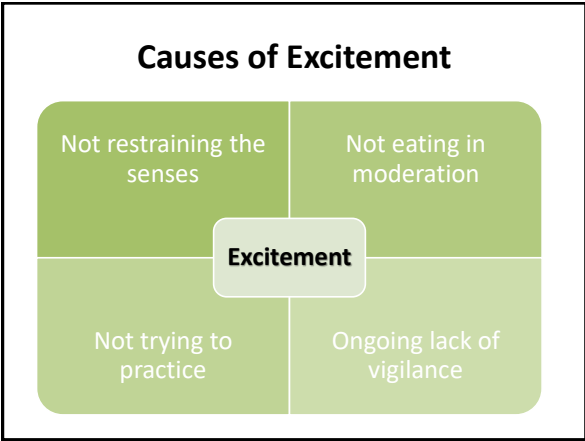 Causes of Excitement
Not restraining the
senses
Not eating in
moderation
Excitement
Not trying to
practice
Ongoing lack of
vigilance